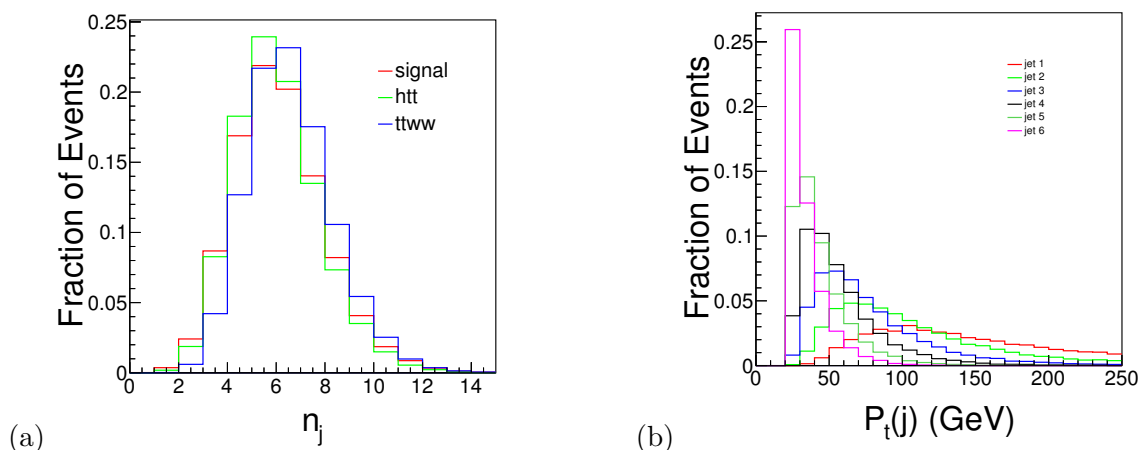 Fraction of Events
0.25
0.2
0.15
0.1
0.05
0
0 2 4 6 8 10 12 14
n_j
signal
htt
ttww
(a)
Fraction of Events
0.25
0.2
0.15
0.1
0.05
0
0 50 100 150 200 250
P_t(j) (GeV)
jet 1
jet 2
jet 3
jet 4
jet 5
jet 6
(b)